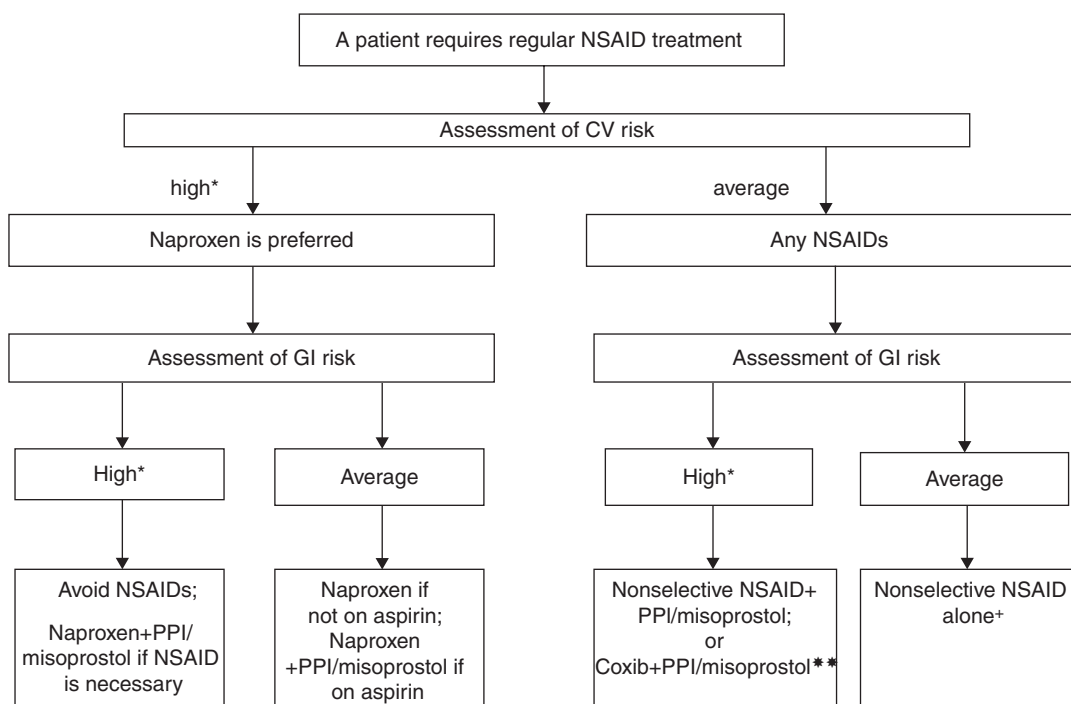 A patient requires regular NSAID treatment
Assessment of CV risk
high*
average
Naproxen is preferred
Any NSAIDs
Assessment of GI risk
Assessment of GI risk
High*
Average
High*
Average
Avoid NSAIDs;
Naproxen+PPI/
misoprostol if NSAID
is necessary
Naproxen if
not on aspirin;
Naproxen
+PPI/misoprostol if
on aspirin
Nonselective NSAID+
PPI/misoprostol;
or
Coxib+PPI/misoprostol**
Nonselective NSAID
alone+